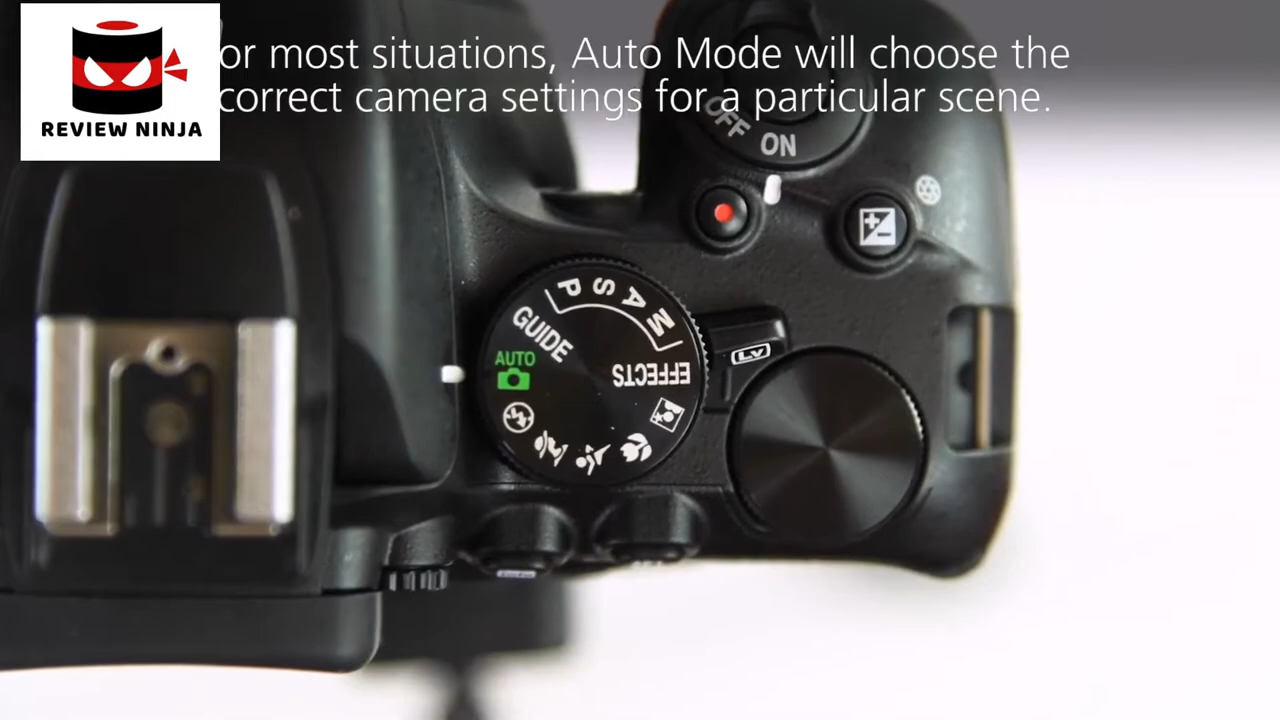 or most situations, Auto Mode will choose the
correct camera settings for a particular scene.
REVIEW NINJA
OFF
ON
P S A M
GUIDE
AUTO
EFFECTS
Lv